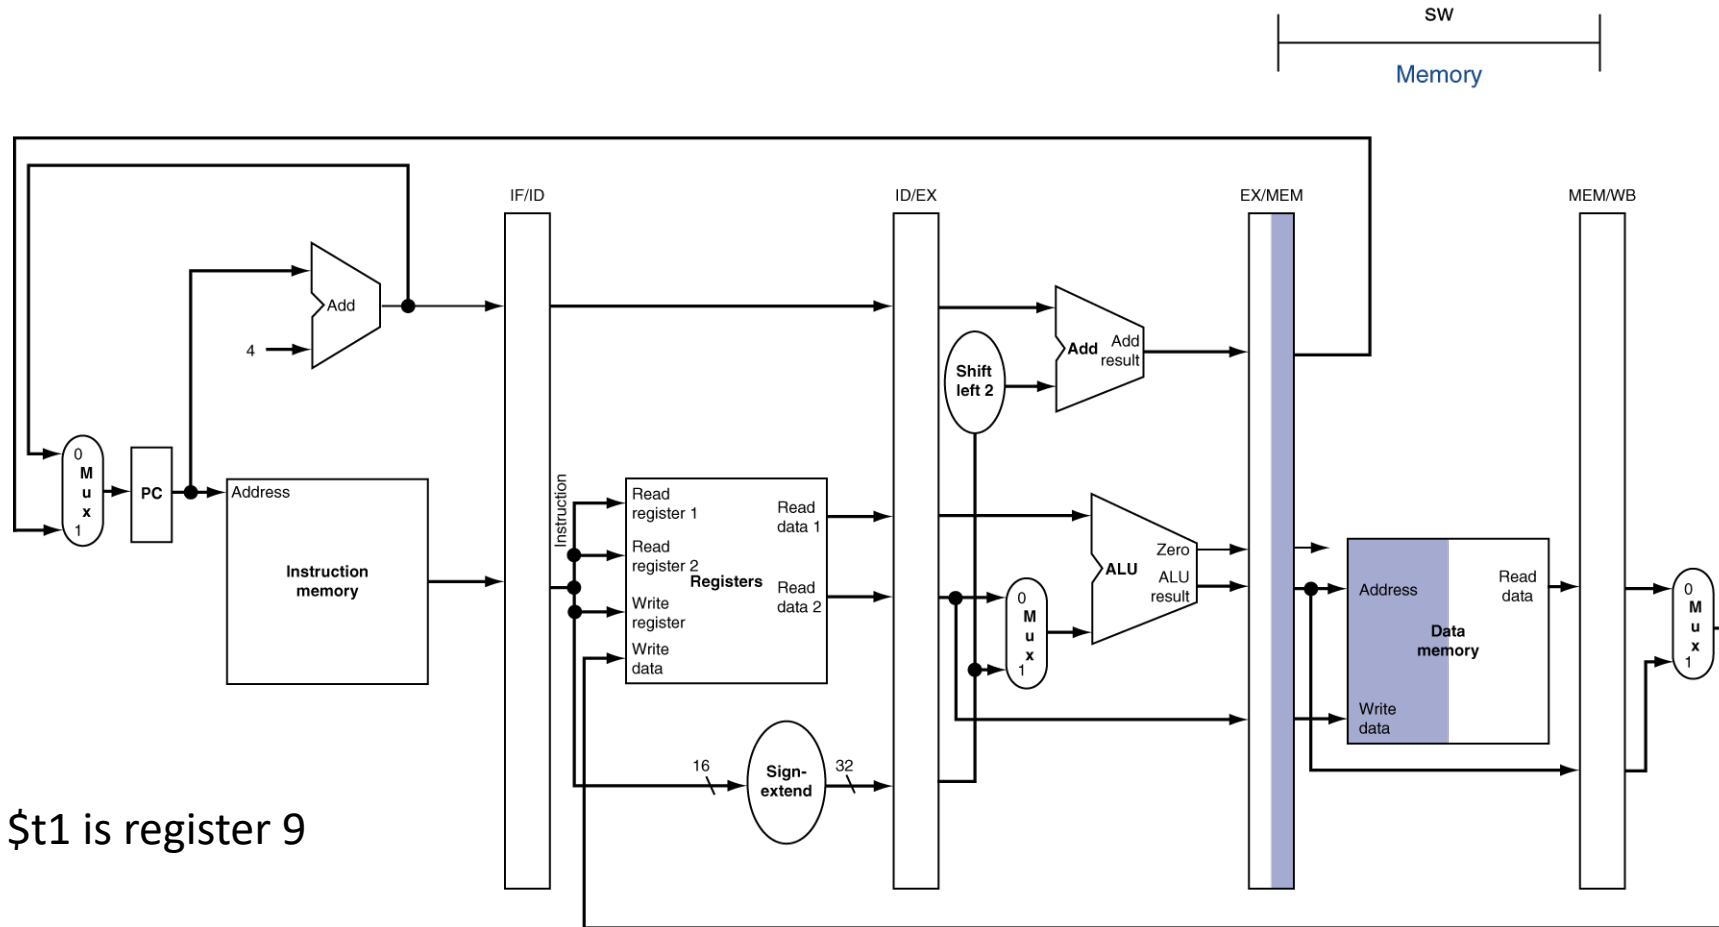 SW
Memory
IF/ID
ID/EX
EX/MEM
MEM/WB
Add
4
Shift
left 2
Add
Add
result
0
M
u
x
1
PC
Address
Instruction
memory
Instruction
Read
register 1
Read
register 2
Write
register
Write
data
Registers
Read
data 1
Read
data 2
0
M
u
x
1
ALU
Zero
ALU
result
Address
Write
data
Data
memory
Read
data
0
M
u
x
1
16
Sign-
extend
32
$t1 is register 9